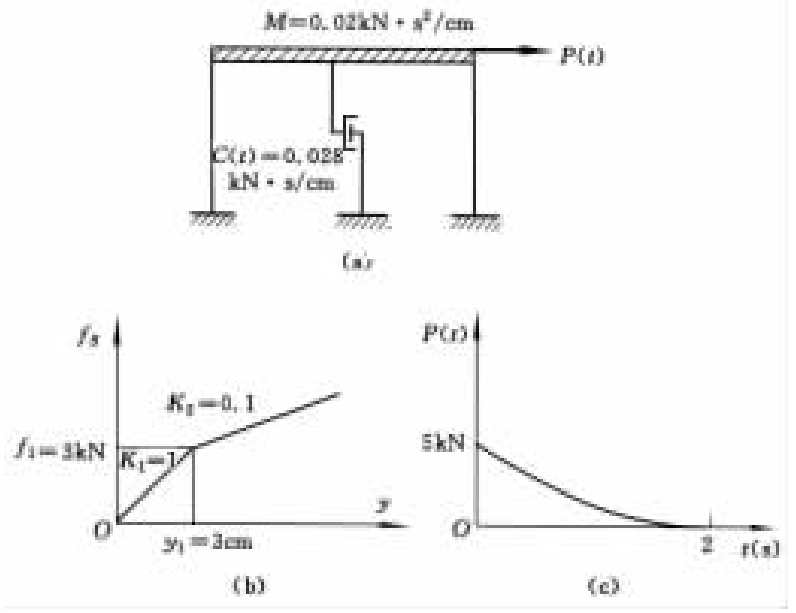 M=0.02kN·s²/cm
P(t)
C(t)=0.028
kN·s/cm
(a)
fs
K₂=0.1
f₁=3kN
K₁=1
O
y₁=3cm
y
(b)
P(t)
5kN
O
2
t(s)
(c)